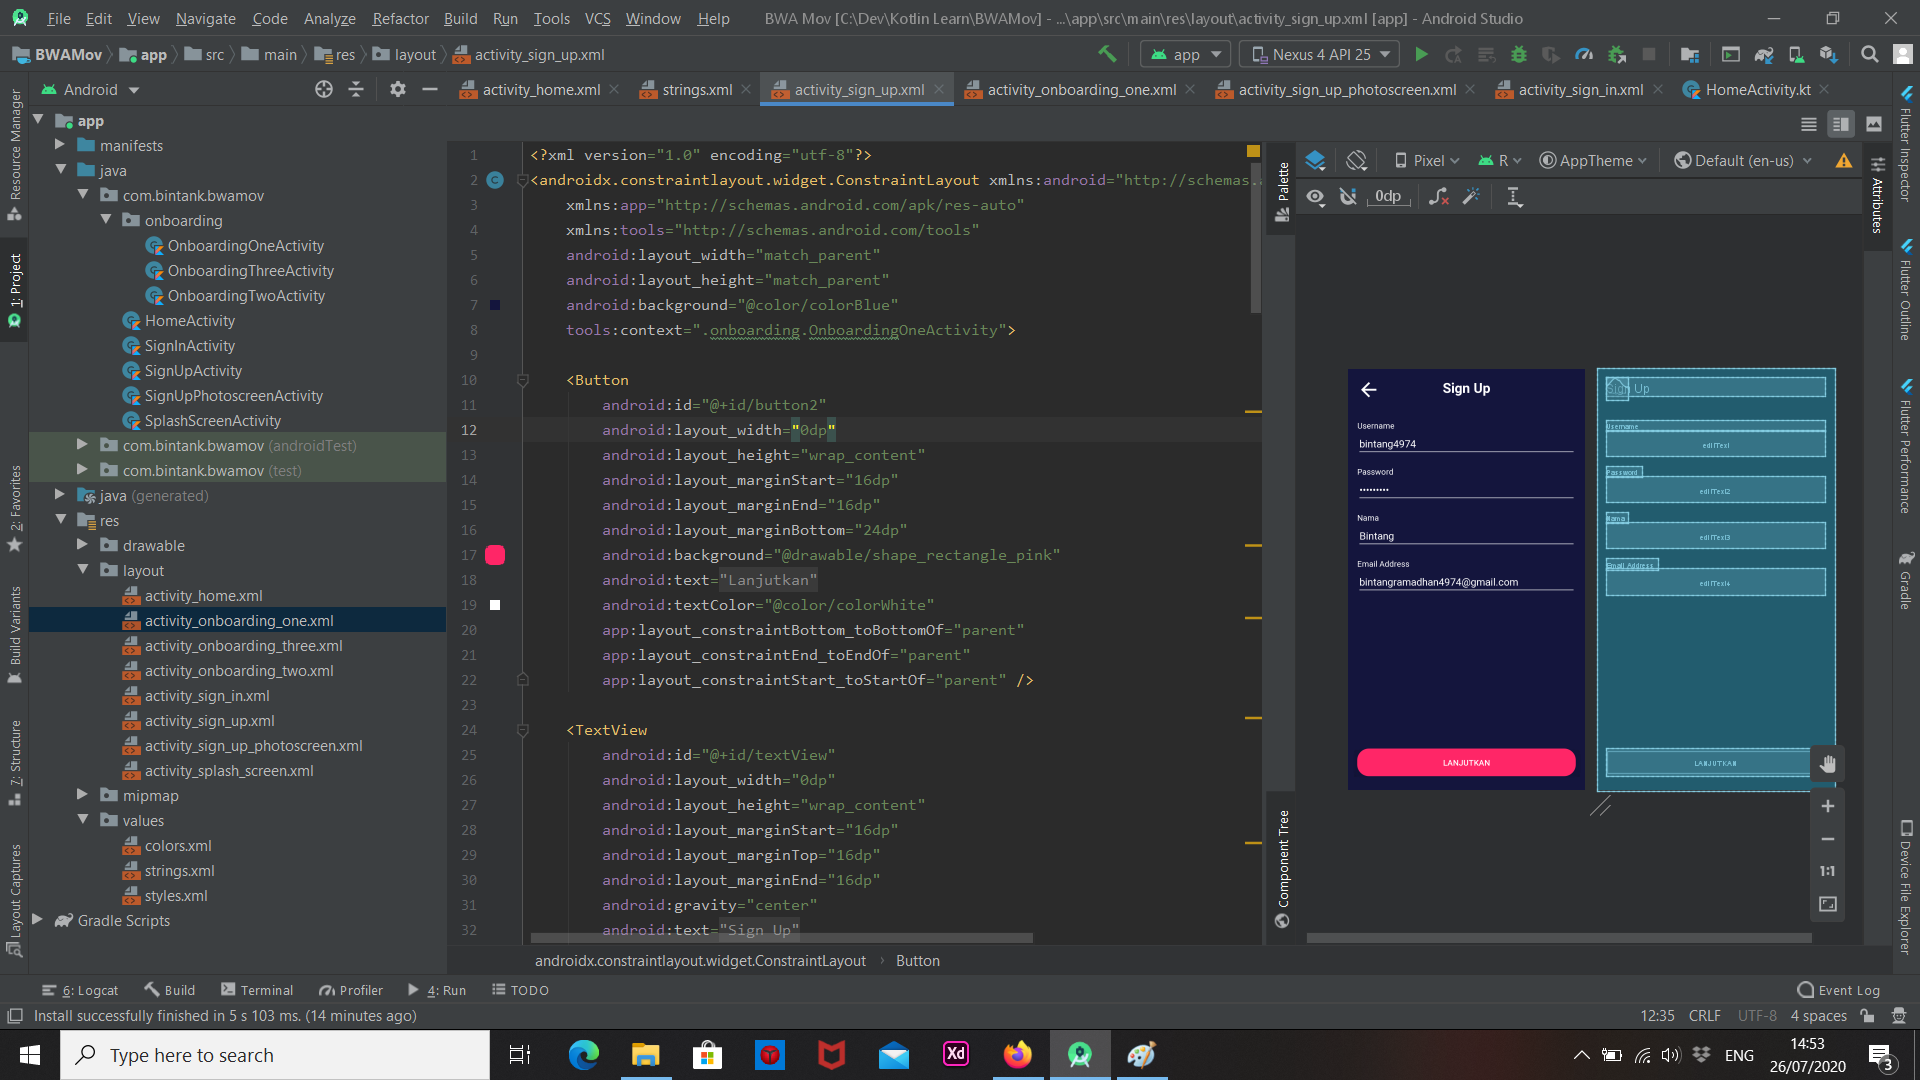 File Edit View Navigate Code Analyze Refactor Build Run Tools VCS Window Help BWA Mov [C:\Dev\Kotlin Learn\BWAMov] - ...\app\src\main\res\layout\activity_sign_up.xml [app] - Android Studio
BWAMov app src main res layout activity_sign_up.xml app Nexus 4 API 25
Android activity_home.xml strings.xml activity_sign_up.xml activity_onboarding_one.xml activity_sign_up_photoscreen.xml activity_sign_in.xml HomeActivity.kt
Resource Manager
1: Project
2: Favorites
Build Variants
7: Structure
Layout Captures
app
manifests
java
com.bintank.bwamov
onboarding
OnboardingOneActivity
OnboardingThreeActivity
OnboardingTwoActivity
HomeActivity
SignInActivity
SignUpActivity
SignUpPhotoscreenActivity
SplashScreenActivity
com.bintank.bwamov (androidTest)
com.bintank.bwamov (test)
java (generated)
res
drawable
layout
activity_home.xml
activity_onboarding_one.xml
activity_onboarding_three.xml
activity_onboarding_two.xml
activity_sign_in.xml
activity_sign_up.xml
activity_sign_up_photoscreen.xml
activity_splash_screen.xml
mipmap
values
colors.xml
strings.xml
styles.xml
Gradle Scripts
1 <?xml version="1.0" encoding="utf-8"?>
2 <androidx.constraintlayout.widget.ConstraintLayout xmlns:android="http://schemas.
3 xmlns:app="http://schemas.android.com/apk/res-auto"
4 xmlns:tools="http://schemas.android.com/tools"
5 android:layout_width="match_parent"
6 android:layout_height="match_parent"
7 android:background="@color/colorBlue"
8 tools:context=".onboarding.OnboardingOneActivity">
9
10 <Button
11 android:id="@+id/button2"
12 android:layout_width="0dp"
13 android:layout_height="wrap_content"
14 android:layout_marginStart="16dp"
15 android:layout_marginEnd="16dp"
16 android:layout_marginBottom="24dp"
17 android:background="@drawable/shape_rectangle_pink"
18 android:text="Lanjutkan"
19 android:textColor="@color/colorWhite"
20 app:layout_constraintBottom_toBottomOf="parent"
21 app:layout_constraintEnd_toEndOf="parent"
22 app:layout_constraintStart_toStartOf="parent" />
23
24 <TextView
25 android:id="@+id/textView"
26 android:layout_width="0dp"
27 android:layout_height="wrap_content"
28 android:layout_marginStart="16dp"
29 android:layout_marginTop="16dp"
30 android:layout_marginEnd="16dp"
31 android:gravity="center"
32 android:text="Sign Up"
androidx.constraintlayout.widget.ConstraintLayout Button
Palette
Component Tree
Pixel R AppTheme Default (en-us)
0dp
Sign Up
Username
bintang4974
Password
•••••••••
Nama
Bintang
Email Address
bintangramadhan4974@gmail.com
LANJUTKAN
Sign Up
Username
editText
Password
editText2
Nama
editText3
Email Address
editText4
LANJUTKAN
1:1
Attributes
Flutter Inspector
Flutter Outline
Flutter Performance
Gradle
Device File Explorer
6: Logcat Build Terminal Profiler 4: Run TODO Event Log
Install successfully finished in 5 s 103 ms. (14 minutes ago) 12:35 CRLF UTF-8 4 spaces
Type here to search Xd ENG 14:53
26/07/2020 3